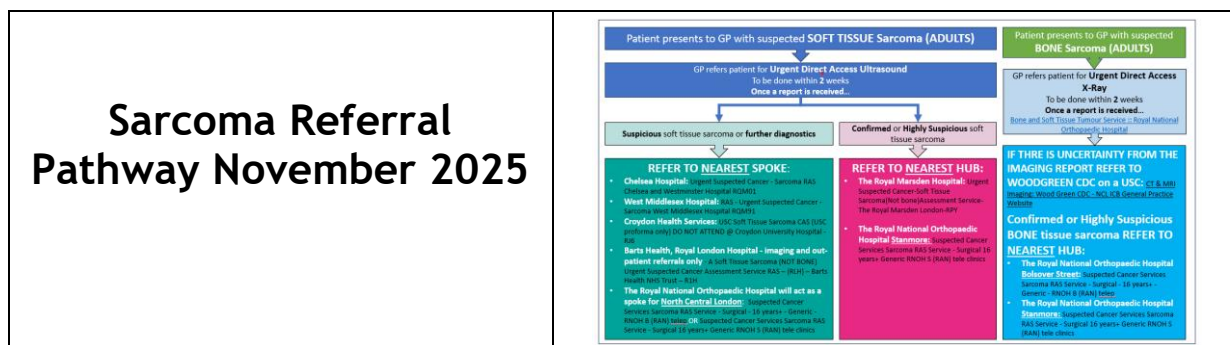 Sarcoma Referral
Pathway November 2025
Patient presents to GP with suspected SOFT TISSUE Sarcoma (ADULTS)
GP refers patient for Urgent Direct Access Ultrasound
To be done within 2 weeks
Once a report is received...
Suspicious soft tissue sarcoma or further diagnostics
REFER TO NEAREST SPOKE:
• Chelsea Hospital: Urgent Suspected Cancer - Sarcoma RAS
Chelsea and Westminster Hospital RQM01
• West Middlesex Hospital: RAS - Urgent Suspected Cancer -
Sarcoma West Middlesex Hospital RQM91
• Croydon Health Services: USC Soft Tissue Sarcoma CAS (USC
proforma only) DO NOT ATTEND @ Croydon University Hospital -
RJ6
• Barts Health, Royal London Hospital - imaging and out-
patient referrals only - A Soft Tissue Sarcoma (NOT BONE)
Urgent Suspected Cancer Assessment Service RAS – (RLH) – Barts
Health NHS Trust – R1H
• The Royal National Orthopaedic Hospital will act as a
spoke for North Central London: Suspected Cancer
Services Sarcoma RAS Service - Surgical - 16 years+ - Generic -
RNOH B (RAN) telep OR Suspected Cancer Services Sarcoma RAS
Service - Surgical 16 years+ Generic RNOH S (RAN) tele clinics
Confirmed or Highly Suspicious soft
tissue sarcoma
REFER TO NEAREST HUB:
• The Royal Marsden Hospital: Urgent
Suspected Cancer-Soft Tissue
Sarcoma(Not bone)Assessment Service-
The Royal Marsden London-RPY
• The Royal National Orthopaedic
Hospital Stanmore: Suspected Cancer
Services Sarcoma RAS Service - Surgical 16
years+ Generic RNOH S (RAN) tele clinics
Patient presents to GP with suspected
BONE Sarcoma (ADULTS)
GP refers patient for Urgent Direct Access
X-Ray
To be done within 2 weeks
Once a report is received...
Bone and Soft Tissue Tumour Service :: Royal National
Orthopaedic Hospital
IF THRE IS UNCERTAINTY FROM THE
IMAGING REPORT REFER TO
WOODGREEN CDC on a USC: CT & MRI
Imaging: Wood Green CDC - NCL ICB General Practice
Website
Confirmed or Highly Suspicious
BONE tissue sarcoma REFER TO
NEAREST HUB:
• The Royal National Orthopaedic Hospital
Bolsover Street: Suspected Cancer Services
Sarcoma RAS Service - Surgical - 16 years+ -
Generic - RNOH B (RAN) telep
• The Royal National Orthopaedic Hospital
Stanmore: Suspected Cancer Services Sarcoma
RAS Service - Surgical 16 years+ Generic RNOH S
(RAN) tele clinics